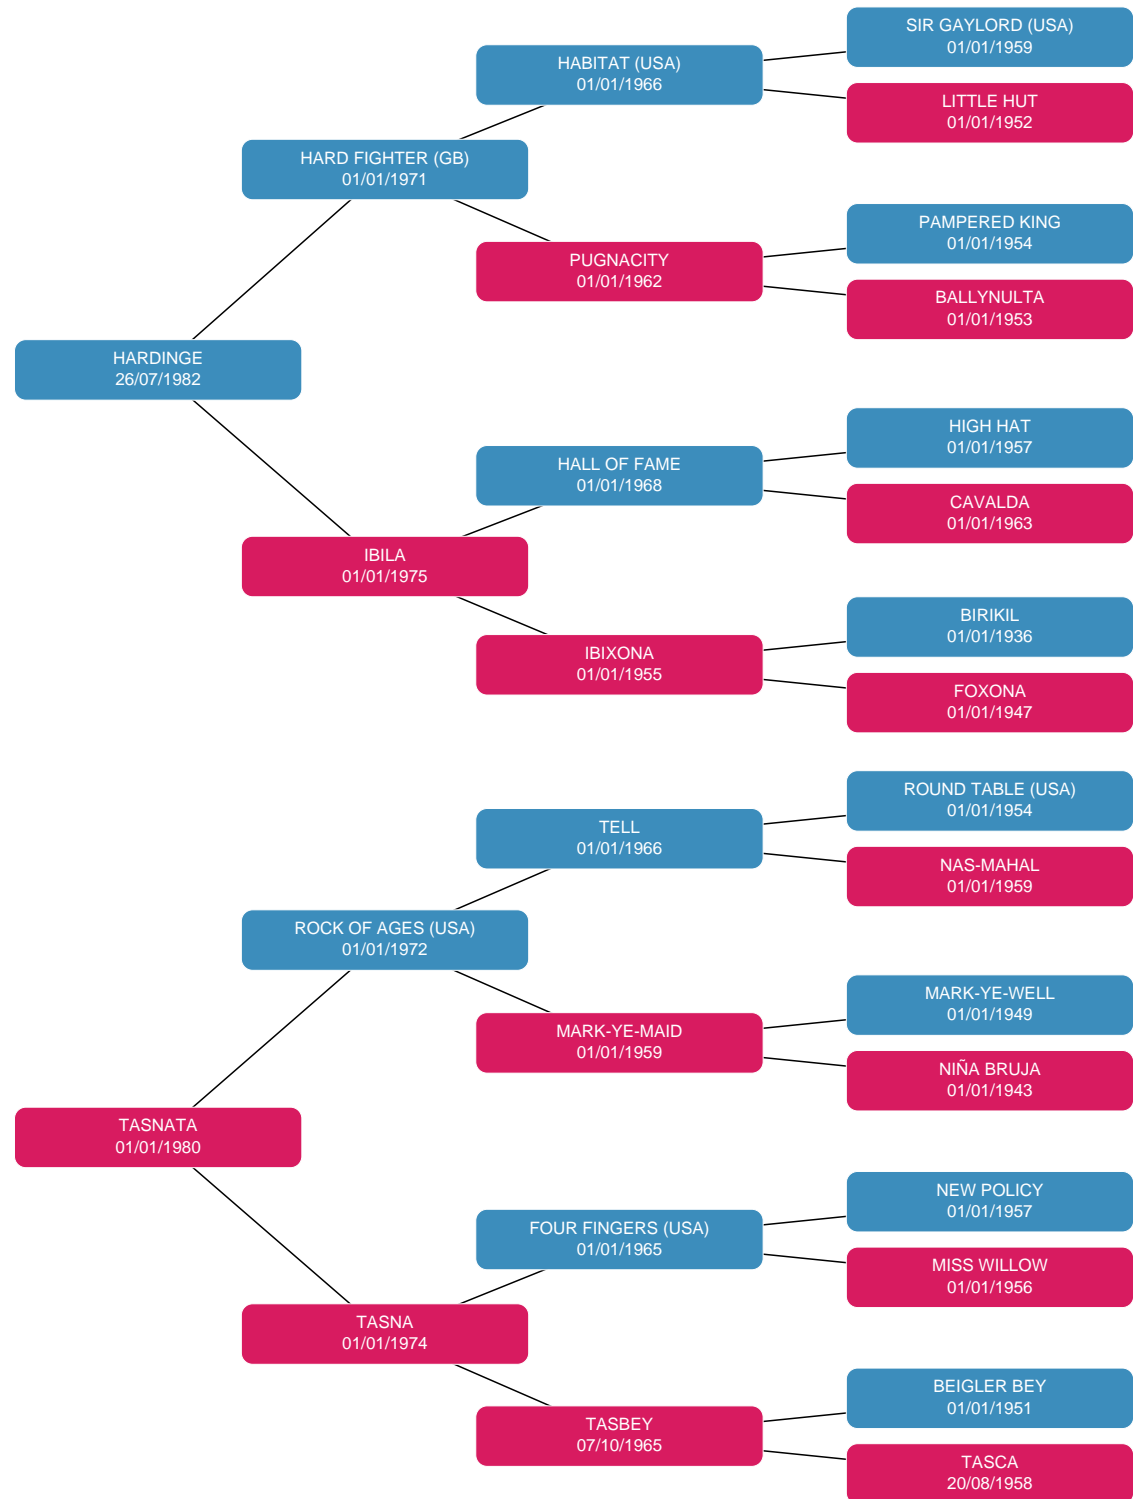 SIR GAYLORD (USA)
01/01/1959
HABITAT (USA)
01/01/1966
LITTLE HUT
01/01/1952
HARD FIGHTER (GB)
01/01/1971
PAMPERED KING
01/01/1954
PUGNACITY
01/01/1962
BALLYNULTA
01/01/1953
HARDINGE
26/07/1982
HIGH HAT
01/01/1957
HALL OF FAME
01/01/1968
CAVALDA
01/01/1963
IBILA
01/01/1975
BIRIKIL
01/01/1936
IBIXONA
01/01/1955
FOXONA
01/01/1947
ROUND TABLE (USA)
01/01/1954
TELL
01/01/1966
NAS-MAHAL
01/01/1959
ROCK OF AGES (USA)
01/01/1972
MARK-YE-WELL
01/01/1949
MARK-YE-MAID
01/01/1959
NIÑA BRUJA
01/01/1943
TASNATA
01/01/1980
NEW POLICY
01/01/1957
FOUR FINGERS (USA)
01/01/1965
MISS WILLOW
01/01/1956
TASNA
01/01/1974
BEIGLER BEY
01/01/1951
TASBEY
07/10/1965
TASCA
20/08/1958